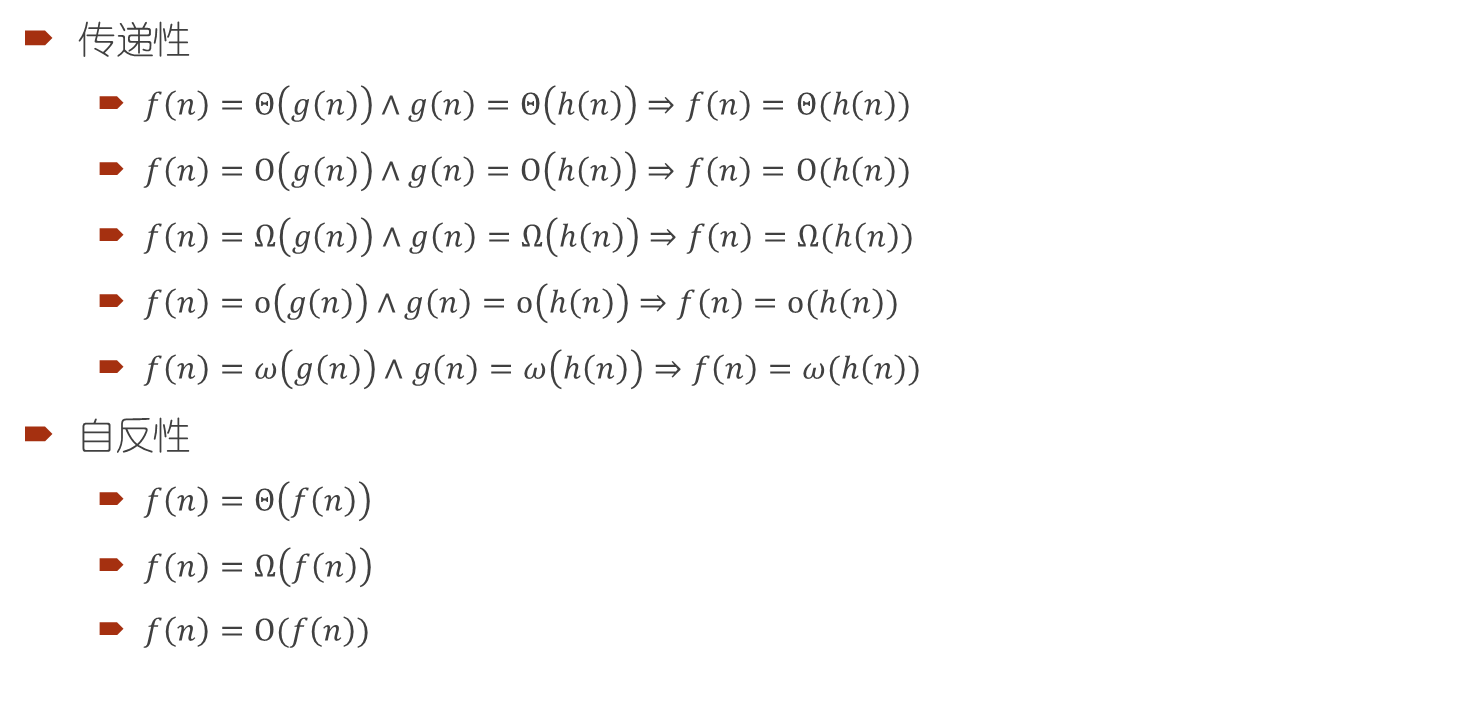 传递性
f(n) = Θ(g(n)) ∧ g(n) = Θ(h(n)) ⇒ f(n) = Θ(h(n))
f(n) = O(g(n)) ∧ g(n) = O(h(n)) ⇒ f(n) = O(h(n))
f(n) = Ω(g(n)) ∧ g(n) = Ω(h(n)) ⇒ f(n) = Ω(h(n))
f(n) = o(g(n)) ∧ g(n) = o(h(n)) ⇒ f(n) = o(h(n))
f(n) = ω(g(n)) ∧ g(n) = ω(h(n)) ⇒ f(n) = ω(h(n))
自反性
f(n) = Θ(f(n))
f(n) = Ω(f(n))
f(n) = O(f(n))